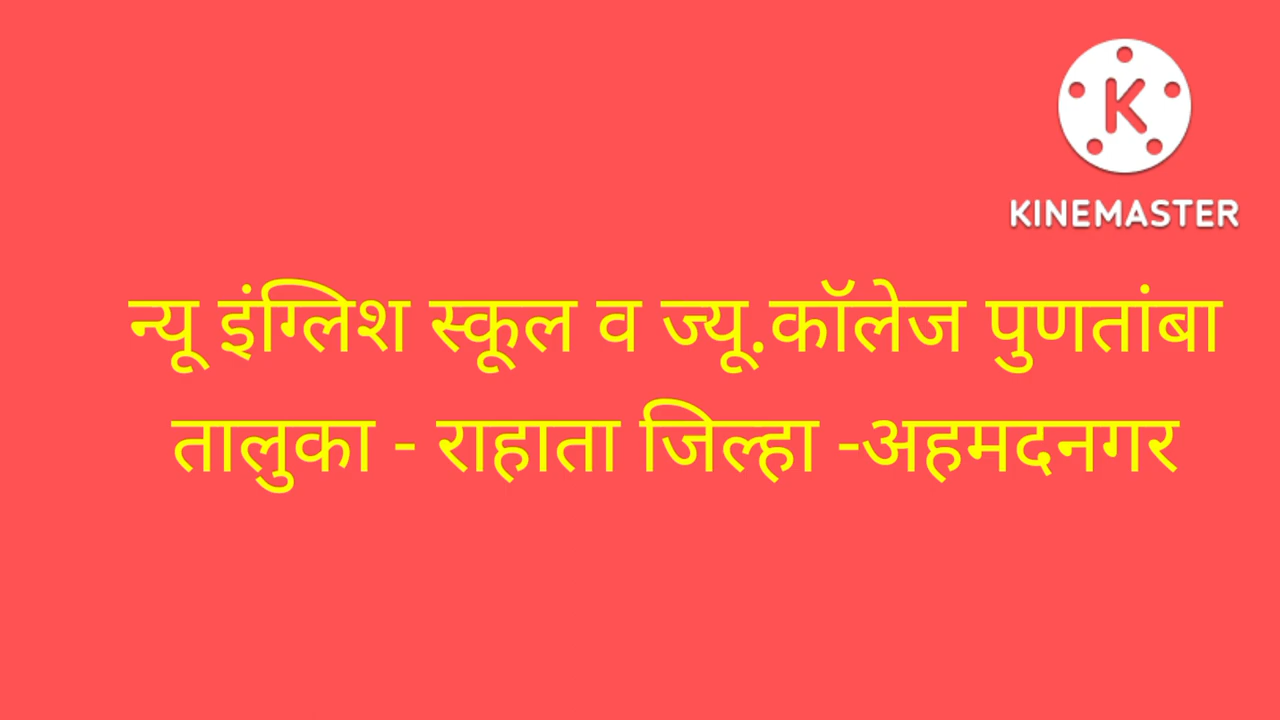 K
KINEMASTER
न्यू इंग्लिश स्कूल व ज्यू.कॉलेज पुणतांबा
तालुका - राहाता जिल्हा -अहमदनगर